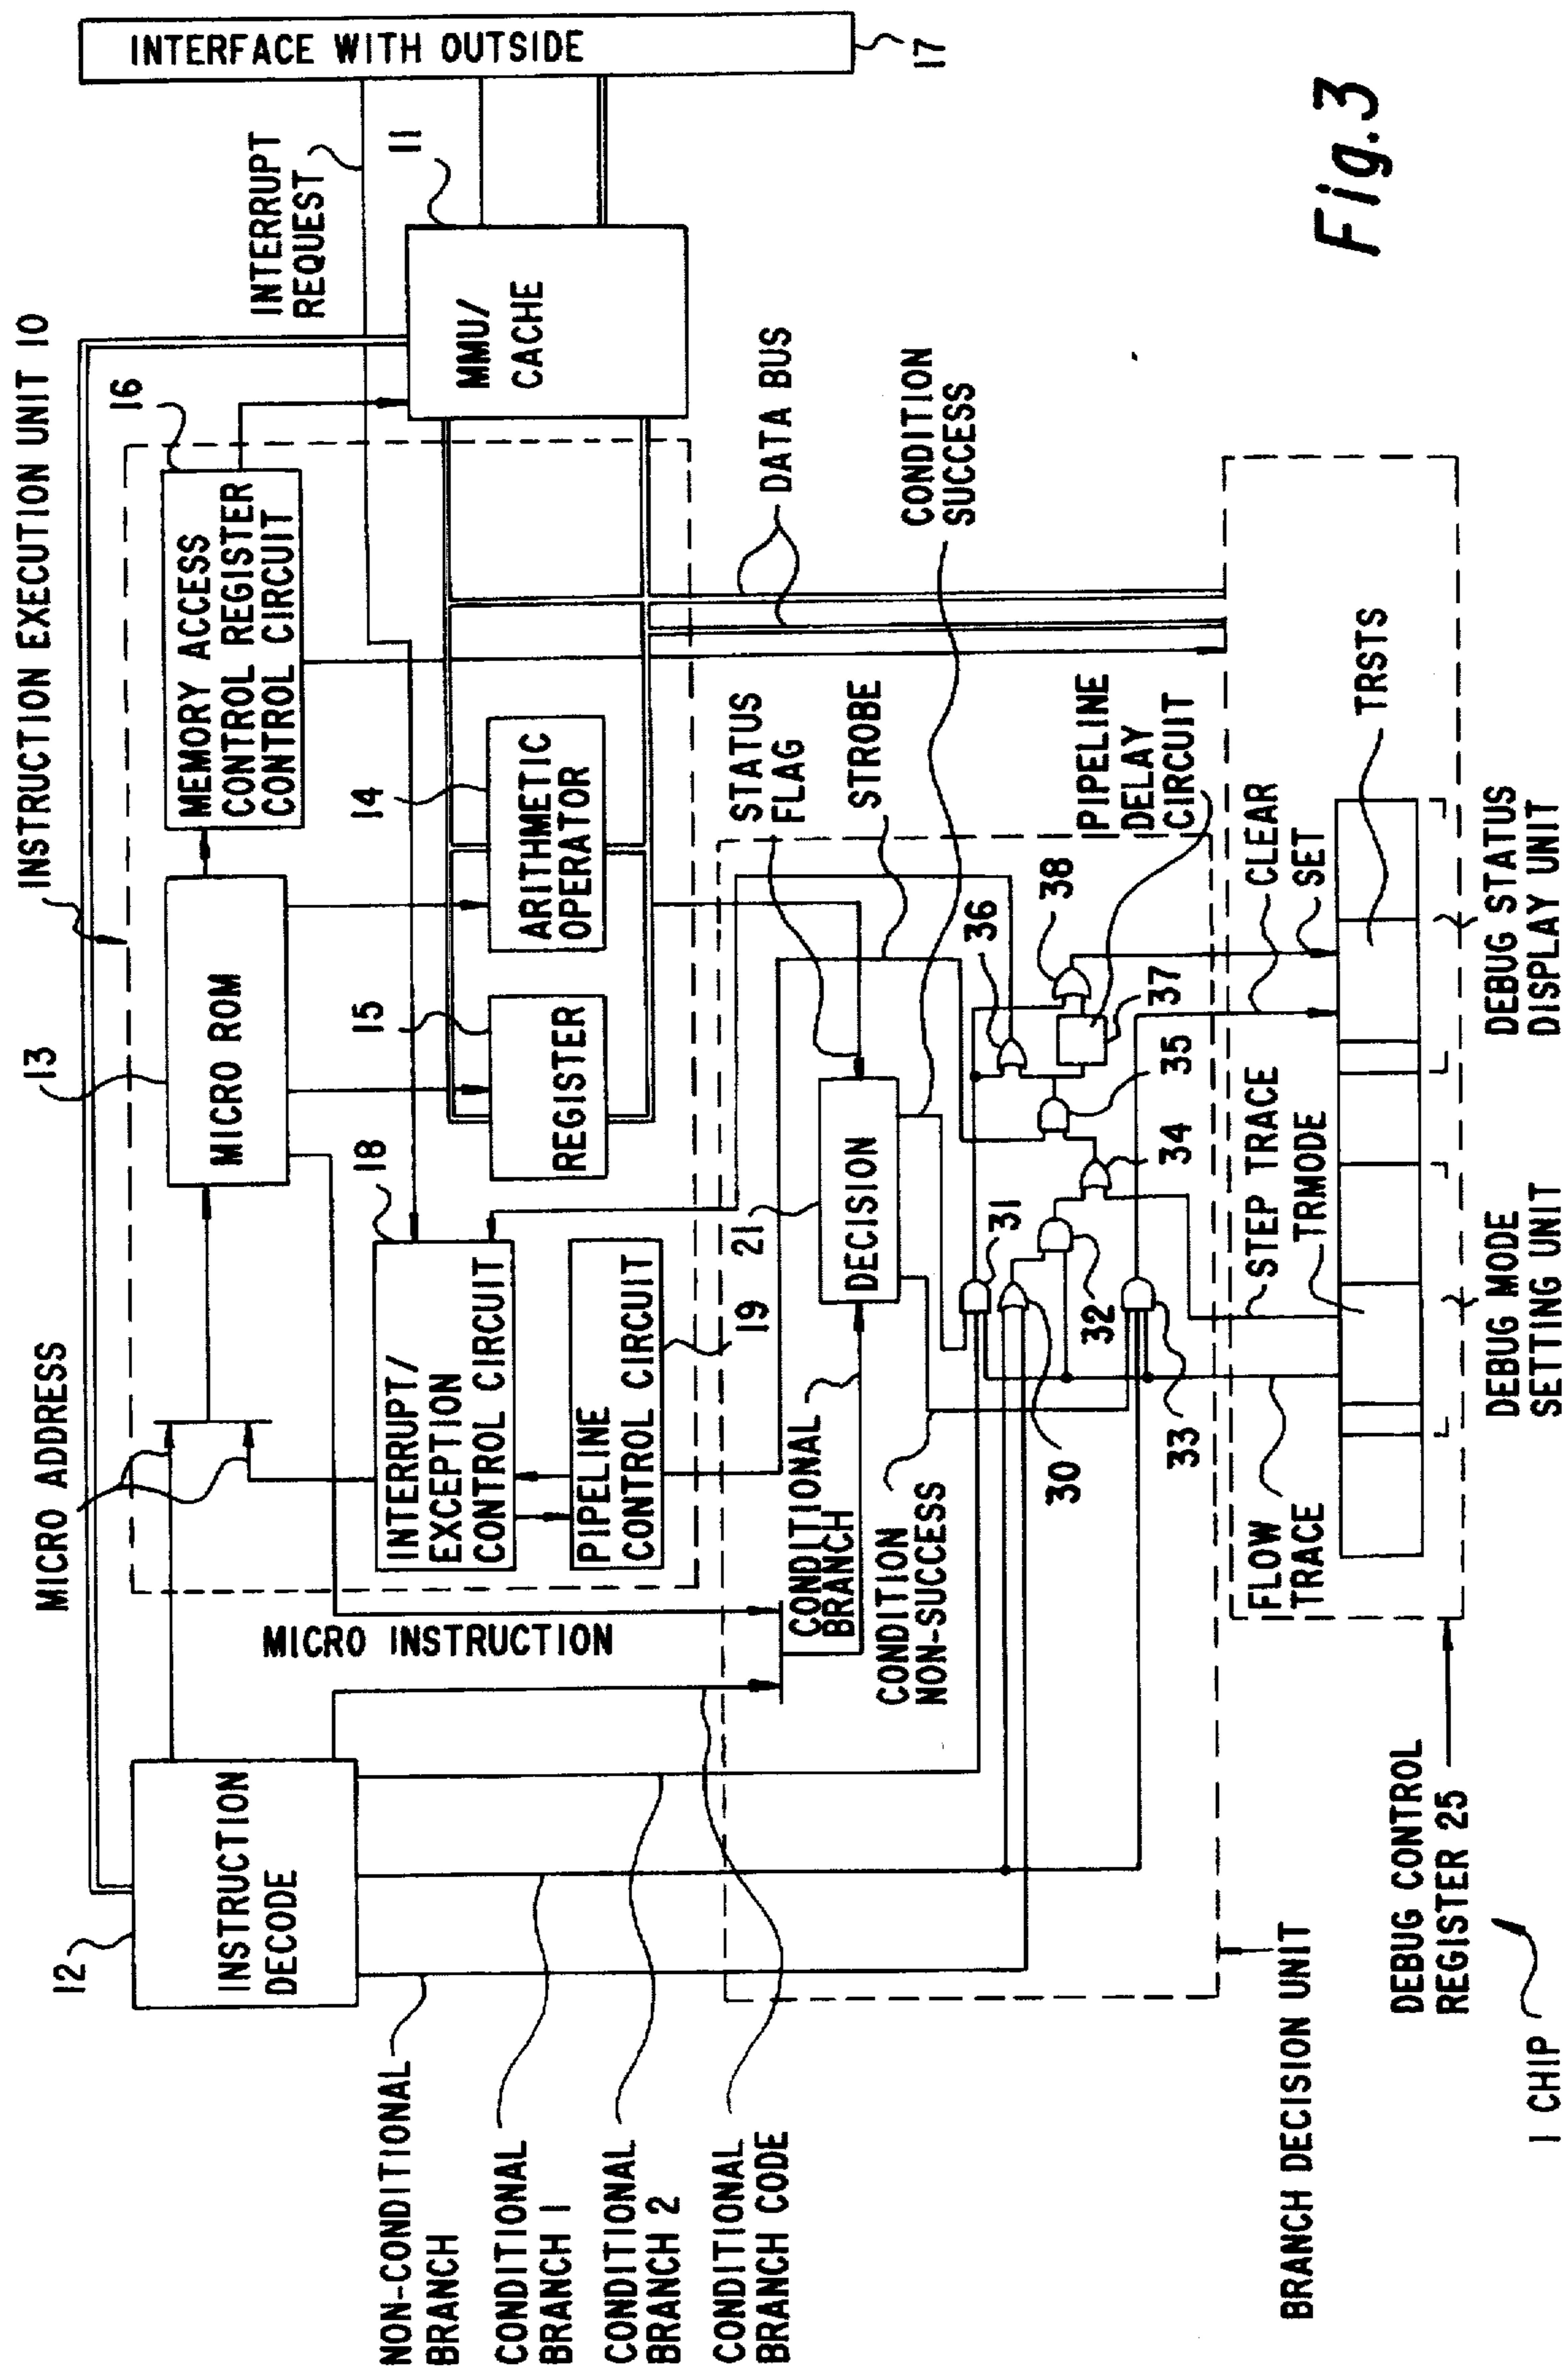 INSTRUCTION EXECUTION UNIT 10
MICRO ADDRESS
13
16
INTERRUPT
REQUEST
11
INTERFACE WITH OUTSIDE
17
12
INSTRUCTION
DECODE
MICRO ROM
MEMORY ACCESS
CONTROL REGISTER
CONTROL CIRCUIT
MMU/
CACHE
MICRO INSTRUCTION
18
INTERRUPT/
EXCEPTION
CONTROL CIRCUIT
15
REGISTER
14
ARITHMETIC
OPERATOR
PIPELINE
CONTROL CIRCUIT
19
21
DECISION
STATUS
FLAG
STROBE
DATA BUS
CONDITION
SUCCESS
NON-CONDITIONAL
BRANCH
CONDITIONAL
BRANCH 1
CONDITIONAL
BRANCH 2
CONDITIONAL
BRANCH CODE
CONDITIONAL
BRANCH
CONDITION
NON-SUCCESS
30
31
32
33
34
35
36
37
38
PIPELINE
DELAY
CIRCUIT
FLOW
TRACE
STEP TRACE
TRMODE
CLEAR
SET
TRSTS
BRANCH DECISION UNIT
DEBUG CONTROL
REGISTER 25
DEBUG MODE
SETTING UNIT
DEBUG STATUS
DISPLAY UNIT
1 CHIP
Fig.3